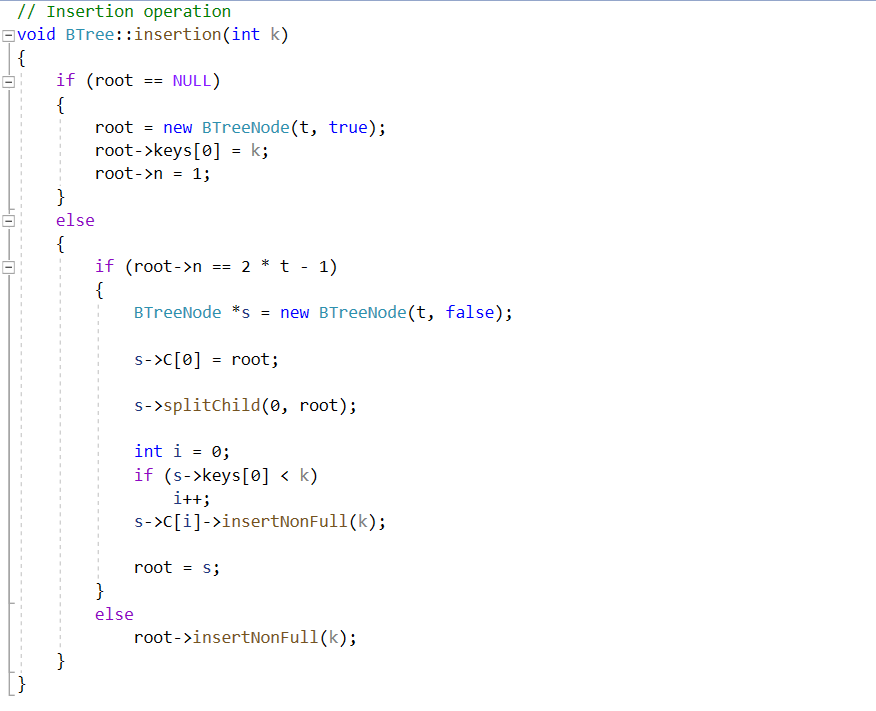 // Insertion operation
void BTree::insertion(int k)
{
    if (root == NULL)
    {
        root = new BTreeNode(t, true);
        root->keys[0] = k;
        root->n = 1;
    }
    else
    {
        if (root->n == 2 * t - 1)
        {
            BTreeNode *s = new BTreeNode(t, false);

            s->C[0] = root;

            s->splitChild(0, root);

            int i = 0;
            if (s->keys[0] < k)
                i++;
            s->C[i]->insertNonFull(k);

            root = s;
        }
        else
            root->insertNonFull(k);
    }
}